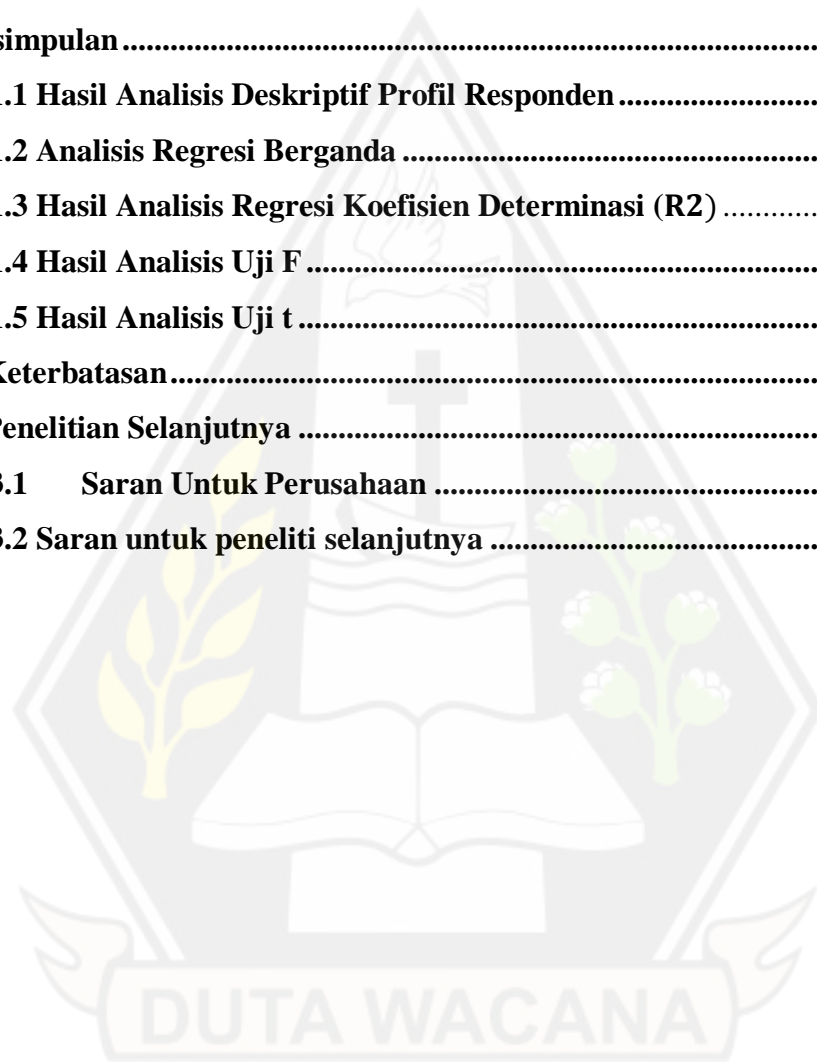 simpulan........................................................................................
.1 Hasil Analisis Deskriptif Profil Responden.........................
.2 Analisis Regresi Berganda....................................................
.3 Hasil Analisis Regresi Koefisien Determinasi (R2)............
.4 Hasil Analisis Uji F................................................................
.5 Hasil Analisis Uji t.................................................................
Keterbatasan.................................................................................
Penelitian Selanjutnya.................................................................
3.1 Saran Untuk Perusahaan................................................
3.2 Saran untuk peneliti selanjutnya.........................................
DUTA WACANA